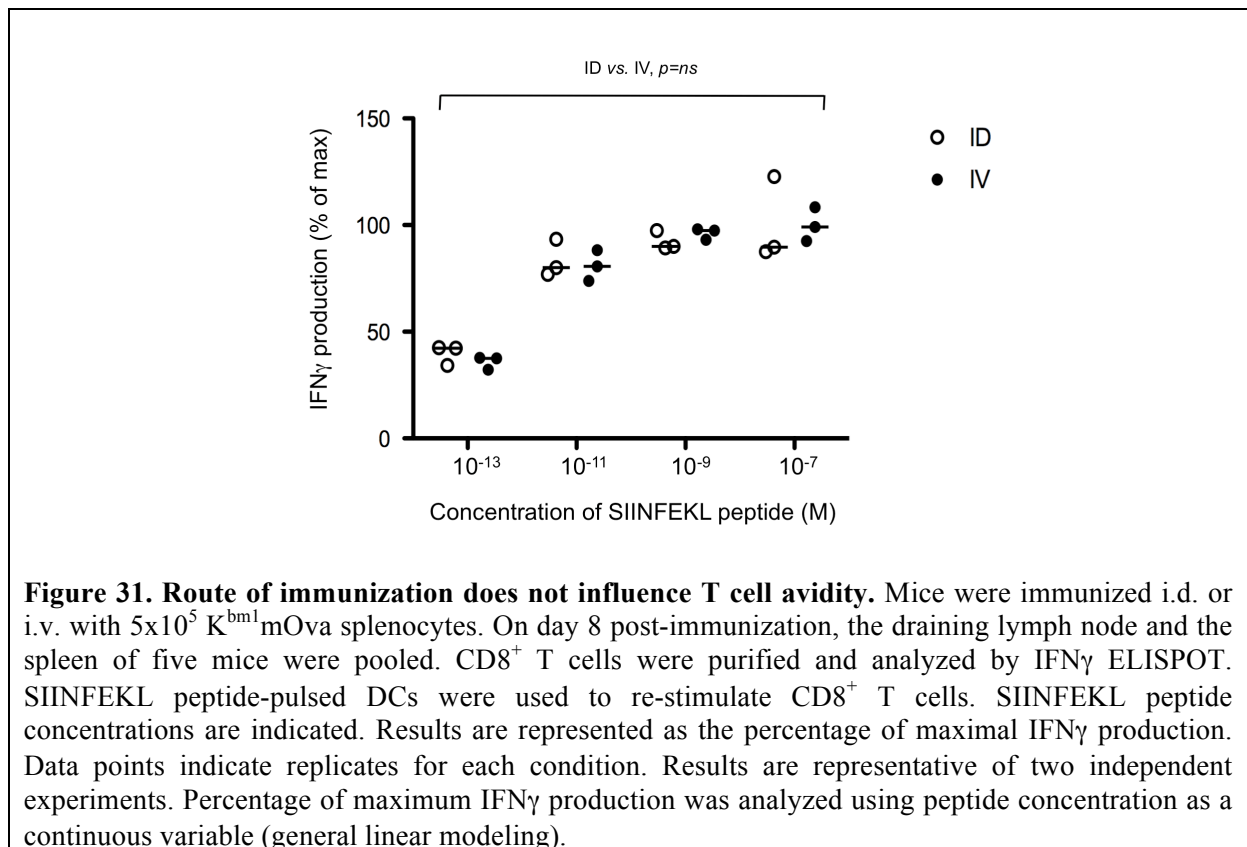 ID vs. IV, p=ns
150
100
50
0
IFNγ production (% of max)
ID
IV
10⁻¹³ 10⁻¹¹ 10⁻⁹ 10⁻⁷
Concentration of SIINFEKL peptide (M)
Figure 31. Route of immunization does not influence T cell avidity. Mice were immunized i.d. or
i.v. with 5x10⁵ Kᵇᵐ¹mOva splenocytes. On day 8 post-immunization, the draining lymph node and the
spleen of five mice were pooled. CD8⁺ T cells were purified and analyzed by IFNγ ELISPOT.
SIINFEKL peptide-pulsed DCs were used to re-stimulate CD8⁺ T cells. SIINFEKL peptide
concentrations are indicated. Results are represented as the percentage of maximal IFNγ production.
Data points indicate replicates for each condition. Results are representative of two independent
experiments. Percentage of maximum IFNγ production was analyzed using peptide concentration as a
continuous variable (general linear modeling).